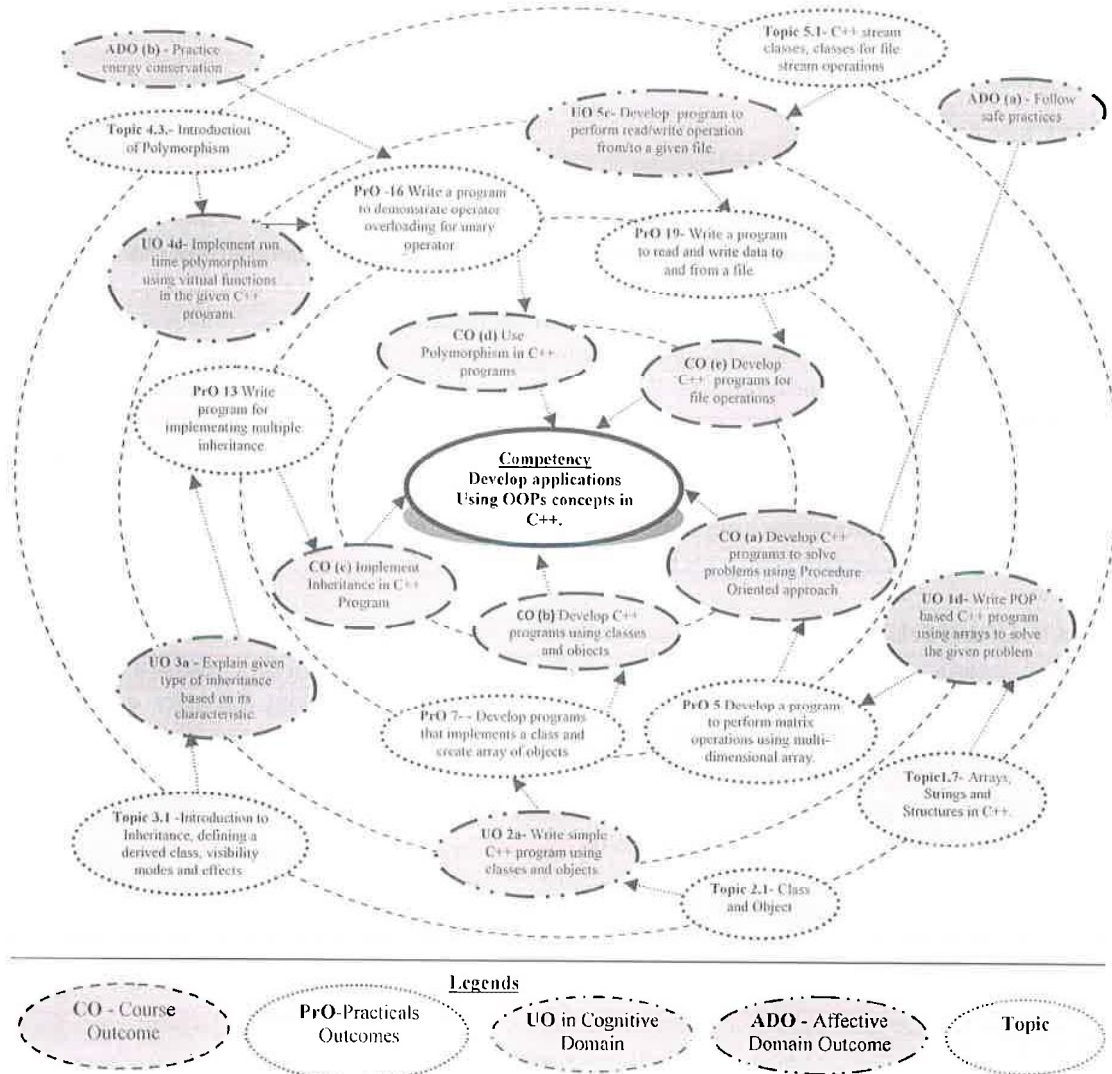 ADO (b) - Practice
energy conservation
Topic 5.1- C++ stream
classes, classes for file
stream operations
ADO (a) - Follow
safe practices
Topic 4.3.- Introduction
of Polymorphism
UO 5c- Develop program to
perform read/write operation
from/to a given file.
PrO -16 Write a program
to demonstrate operator
overloading for unary
operator
PrO 19- Write a program
to read and write data to
and from a file.
UO 4d- Implement run
time polymorphism
using virtual functions
in the given C++
program.
CO (d) Use
Polymorphism in C++
programs
CO (e) Develop
C++ programs for
file operations
PrO 13 Write
program for
implementing multiple
inheritance.
Competency
Develop applications
Using OOPs concepts in
C++.
CO (c) Implement
Inheritance in C++
Program
CO (a) Develop C++
programs to solve
problems using Procedure
Oriented approach
CO (b) Develop C++
programs using classes
and objects
UO 1d- Write POP
based C++ program
using arrays to solve
the given problem
UO 3a - Explain given
type of inheritance
based on its
characteristic.
PrO 7- - Develop programs
that implements a class and
create array of objects
PrO 5 Develop a program
to perform matrix
operations using multi-
dimensional array.
Topic1.7- Arrays,
Strings and
Structures in C++.
Topic 3.1 -Introduction to
Inheritance, defining a
derived class, visibility
modes and effects
UO 2a- Write simple
C++ program using
classes and objects.
Topic 2.1- Class
and Object
Legends
CO - Course
Outcome
PrO-Practicals
Outcomes
UO in Cognitive
Domain
ADO - Affective
Domain Outcome
Topic